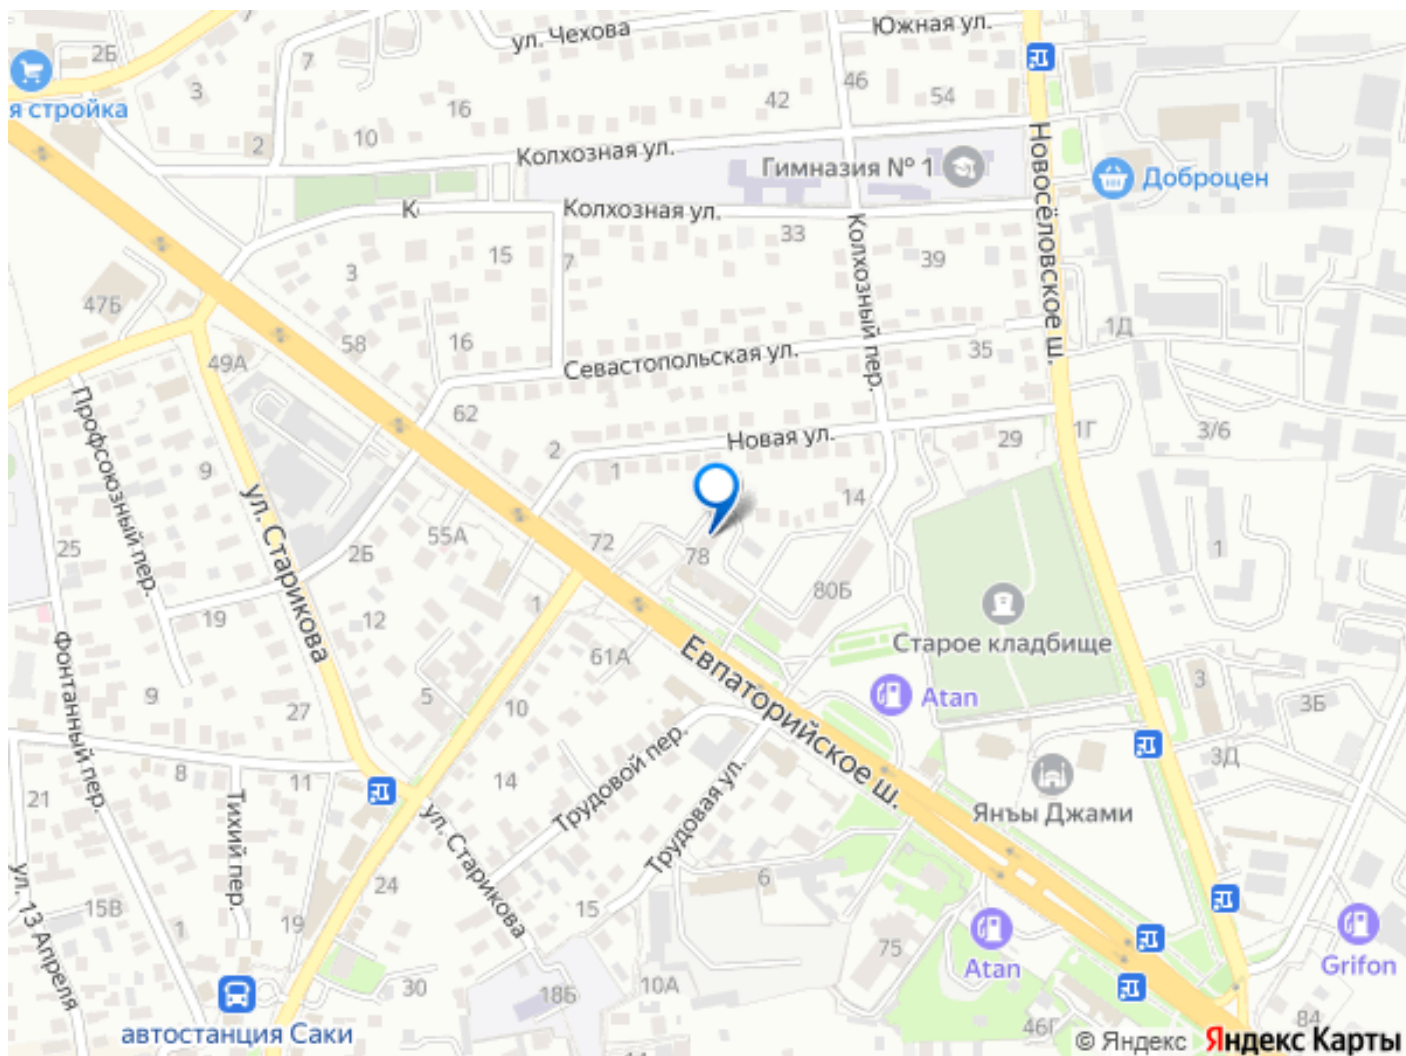 ул. Чехова
Южная ул.
2Б
7
3
я стройка
16
42
46
54
10
2
Колхозная ул.
Гимназия № 1
Доброцен
Новосёловское ш.
К
Колхозная ул.
Колхозный пер.
33
39
15
7
3
47Б
1Д
58
16
49А
Севастопольская ул.
35
62
Профсоюзный пер.
Новая ул.
29
1Г
3/6
2
1
9
ул. Старикова
14
55А
72
78
25
2Б
1
80Б
19
12
1
Старое кладбище
Фонтанный пер.
61А
Евпаторийское ш.
Atan
3
3Б
9
5
27
10
3Д
8
11
14
Трудовой пер.
Трудовая ул.
Янъы Джами
21
Тихий пер.
ул. Старикова
ул. 13 Апреля
24
6
15В
1
19
15
75
Atan
Grifon
30
18Б
10А
46Г
84
автостанция Саки
© Яндекс Яндекс Карты